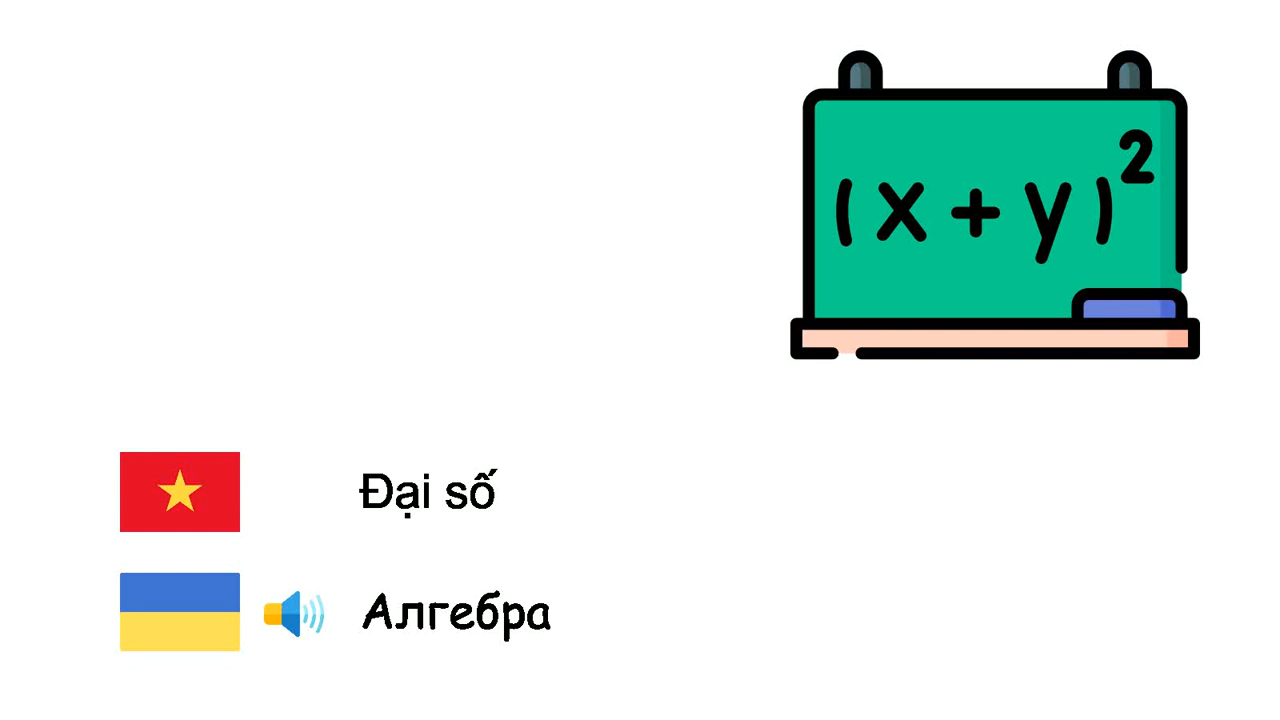 (x + y)²
Đại số
Алгебра